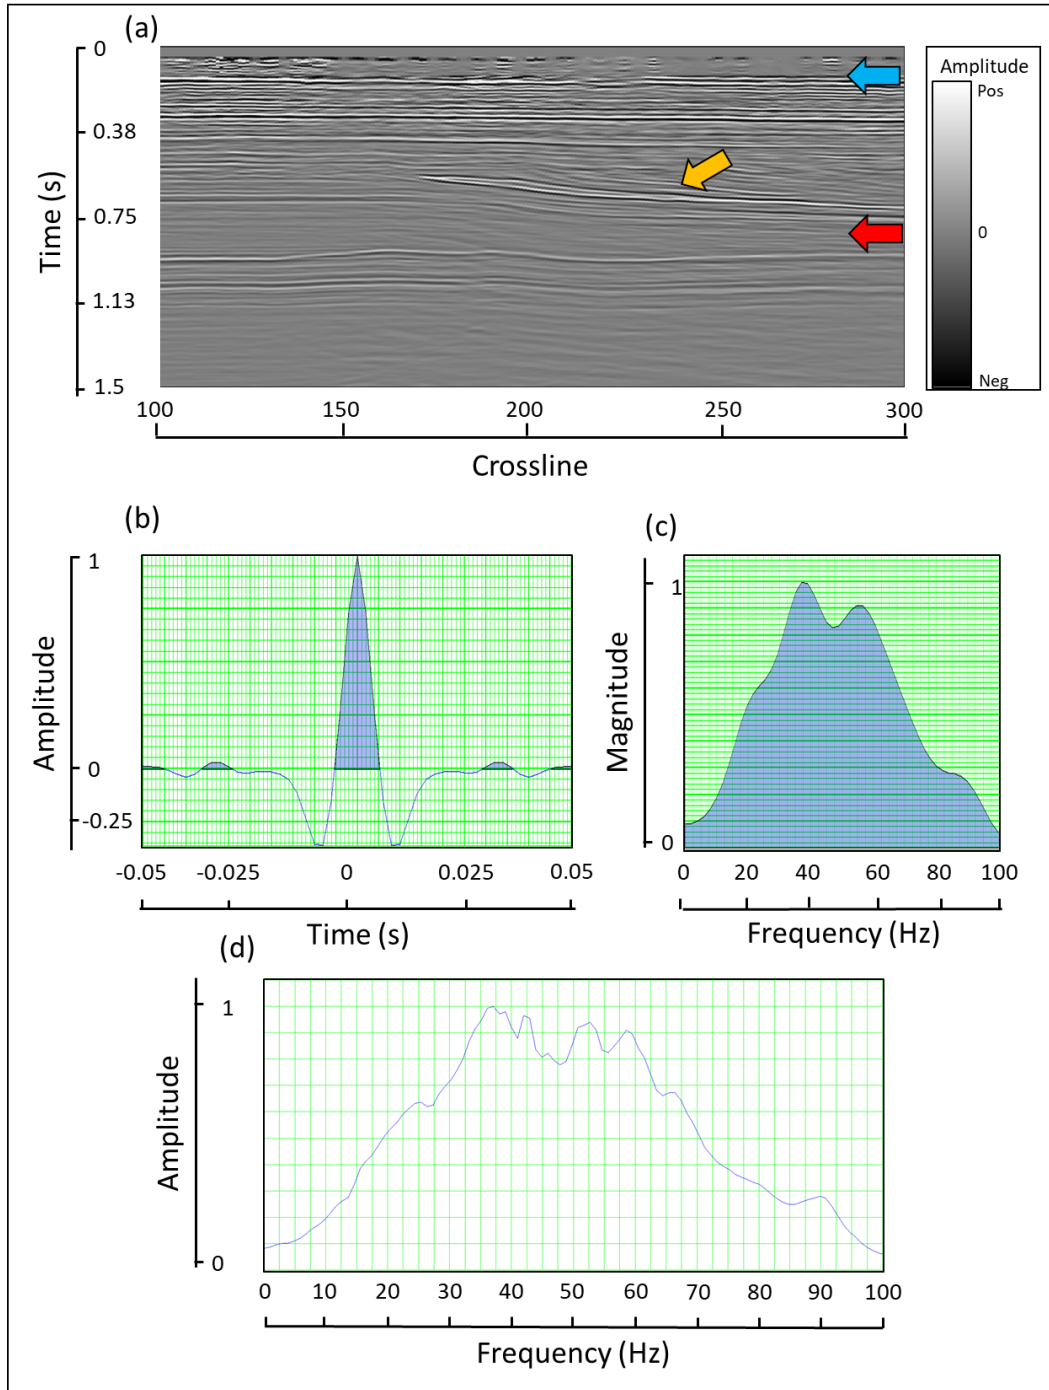 (a)
0
0.38
0.75
1.13
1.5
Time (s)
100 150 200 250 300
Crossline
Amplitude
Pos
0
Neg
(b)
1
0
-0.25
Amplitude
-0.05 -0.025 0 0.025 0.05
Time (s)
(c)
1
0
Magnitude
0 20 40 60 80 100
Frequency (Hz)
(d)
1
0
Amplitude
0 10 20 30 40 50 60 70 80 90 100
Frequency (Hz)